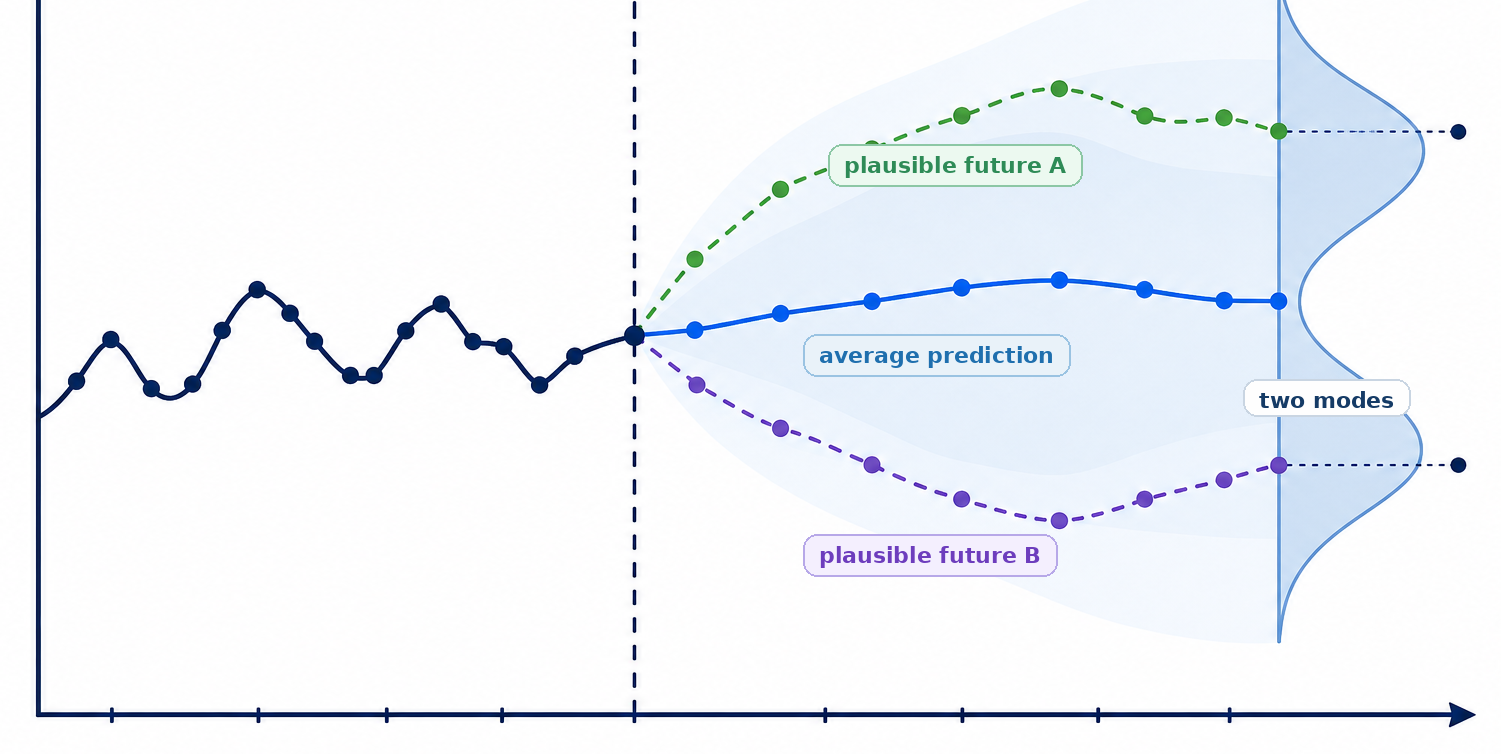 plausible future A
average prediction
two modes
plausible future B